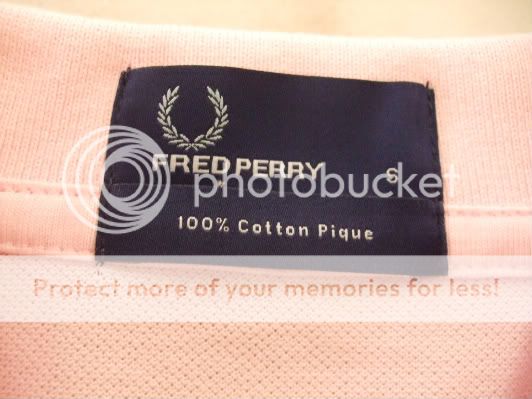 FRED PERRY S
photobucket
100% Cotton Pique
Protect more of your memories for less!